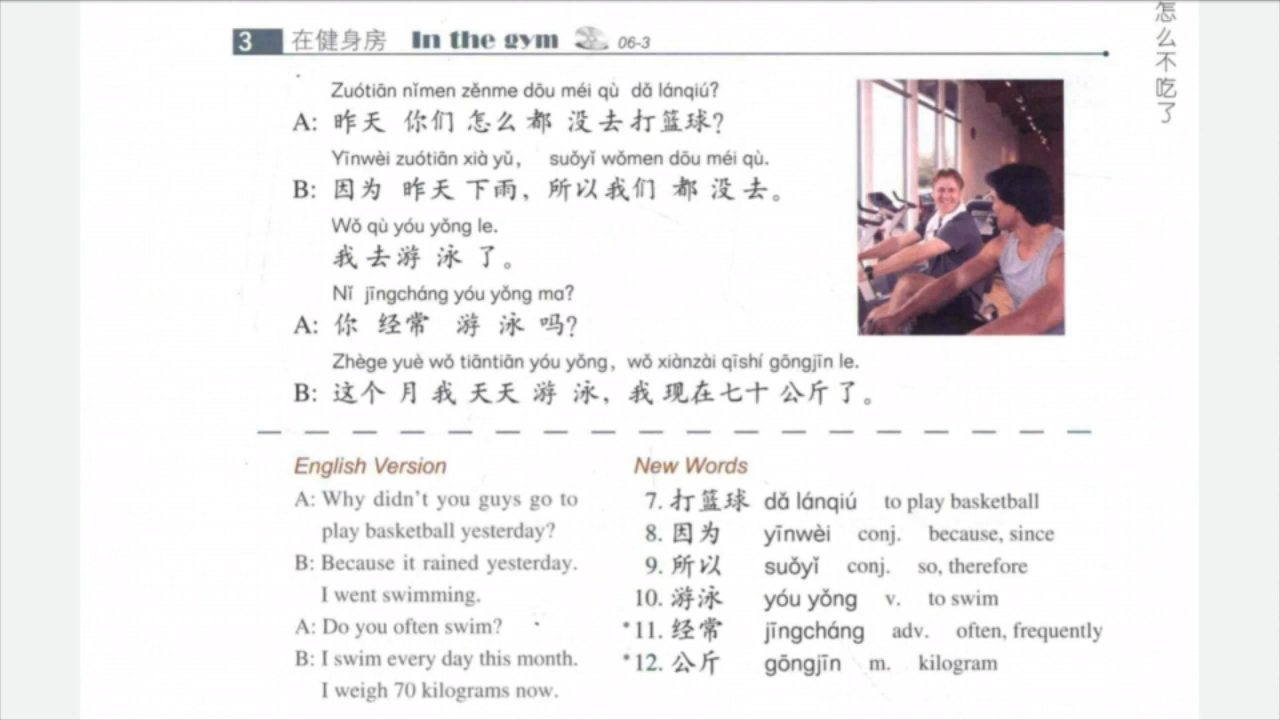 3 在健身房 In the gym 06-3
怎么不吃了
Zuótiān nǐmen zěnme dōu méi qù dǎ lánqiú?
A: 昨天 你们 怎么 都 没 去 打 篮球?
Yīnwèi zuótiān xià yǔ, suǒyǐ wǒmen dōu méi qù.
B: 因为 昨天 下雨, 所以 我们 都 没 去。
Wǒ qù yóu yǒng le.
我 去 游 泳 了。
Nǐ jīngcháng yóu yǒng ma?
A: 你 经常 游 泳 吗?
Zhège yuè wǒ tiāntiān yóu yǒng, wǒ xiànzài qīshí gōngjīn le.
B: 这个 月 我 天天 游 泳, 我 现在 七十 公斤 了。
English Version
A: Why didn't you guys go to
play basketball yesterday?
B: Because it rained yesterday.
I went swimming.
A: Do you often swim?
B: I swim every day this month.
I weigh 70 kilograms now.
New Words
7. 打篮球 dǎ lánqiú to play basketball
8. 因为 yīnwèi conj. because, since
9. 所以 suǒyǐ conj. so, therefore
10. 游泳 yóu yǒng v. to swim
*11. 经常 jīngcháng adv. often, frequently
*12. 公斤 gōngjīn m. kilogram